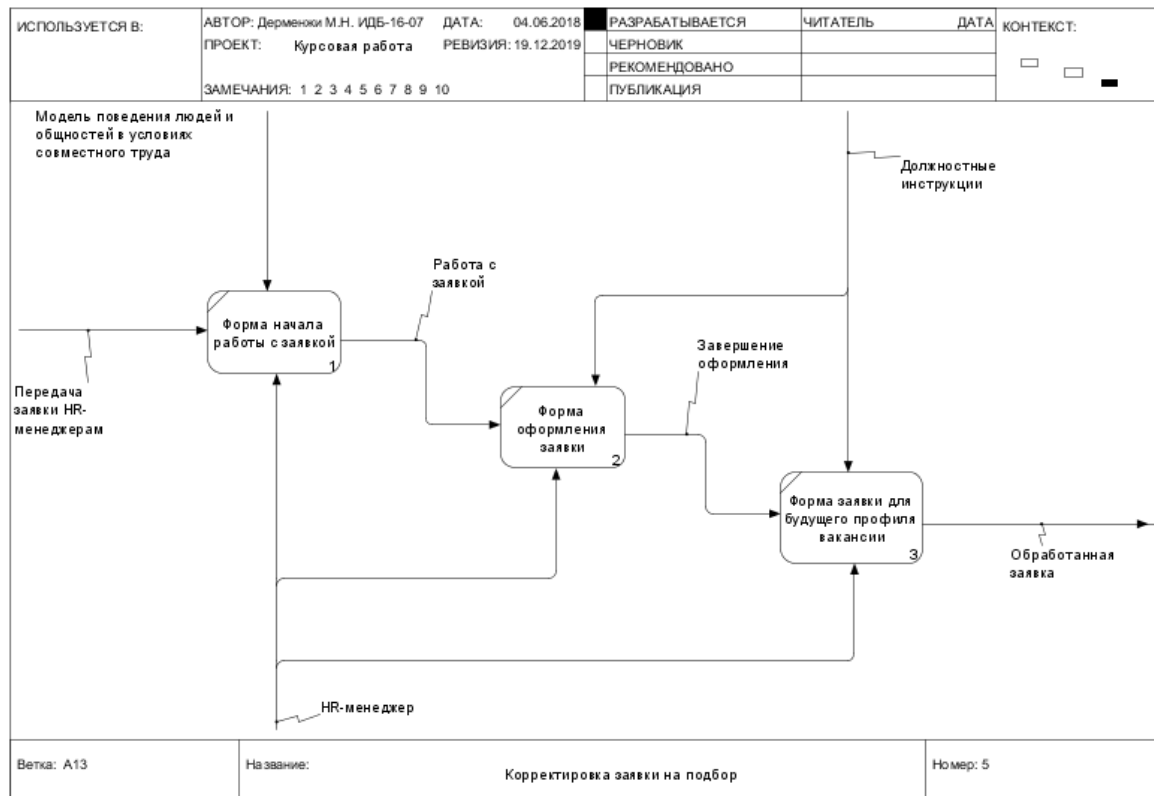 ИСПОЛЬЗУЕТСЯ В:
АВТОР: Дерменжи М.Н. ИДБ-16-07
ДАТА: 04.06.2018
ПРОЕКТ: Курсовая работа
РЕВИЗИЯ: 19.12.2019
ЗАМЕЧАНИЯ: 1 2 3 4 5 6 7 8 9 10
РАЗРАБАТЫВАЕТСЯ
ЧЕРНОВИК
РЕКОМЕНДОВАНО
ПУБЛИКАЦИЯ
ЧИТАТЕЛЬ
ДАТА
КОНТЕКСТ:
Модель поведения людей и
общностей в условиях
совместного труда
Должностные
инструкции
Работа с
заявкой
Форма начала
работы с заявкой
1
Передача
заявки HR-
менеджерам
Завершение
оформления
Форма
оформления
заявки
2
Форма заявки для
будущего профиля
вакансии
3
Обработанная
заявка
HR-менеджер
Ветка: A13
Название:
Корректировка заявки на подбор
Номер: 5